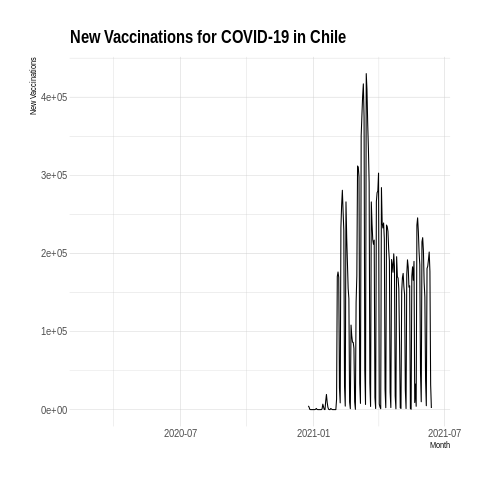 New Vaccinations for COVID-19 in Chile
New Vaccinations
4e+05
3e+05
2e+05
1e+05
0e+00
2020-07
2021-01
2021-07
Month